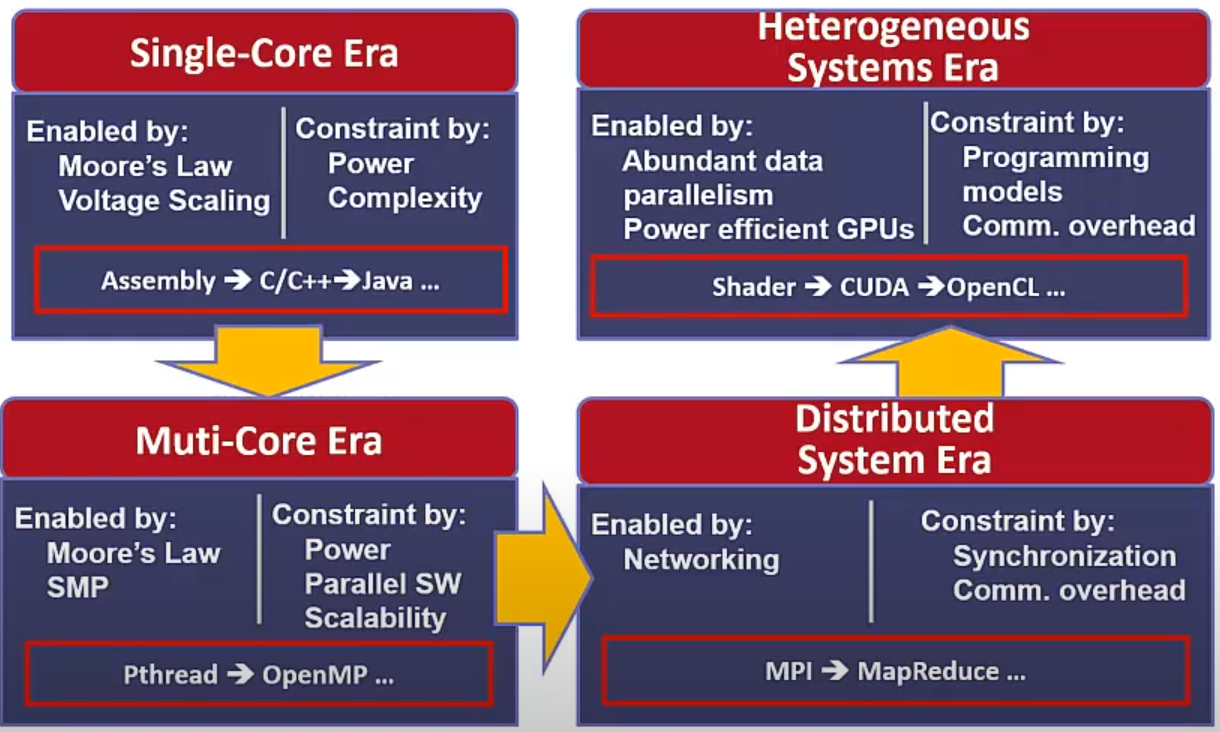 Single-Core Era
Enabled by:
Moore's Law
Voltage Scaling
Constraint by:
Power
Complexity
Assembly ➔ C/C++➔Java ...
Heterogeneous
Systems Era
Enabled by:
Abundant data
parallelism
Power efficient GPUs
Constraint by:
Programming
models
Comm. overhead
Shader ➔ CUDA ➔OpenCL ...
Muti-Core Era
Enabled by:
Moore's Law
SMP
Constraint by:
Power
Parallel SW
Scalability
Pthread ➔ OpenMP ...
Distributed
System Era
Enabled by:
Networking
Constraint by:
Synchronization
Comm. overhead
MPI ➔ MapReduce ...